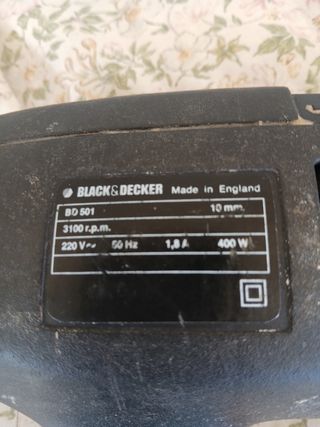 BLACK&DECKER Made in England
BD 501 10 mm.
3100 r.p.m.
220 V~ 50 Hz 1,8 A 400 W